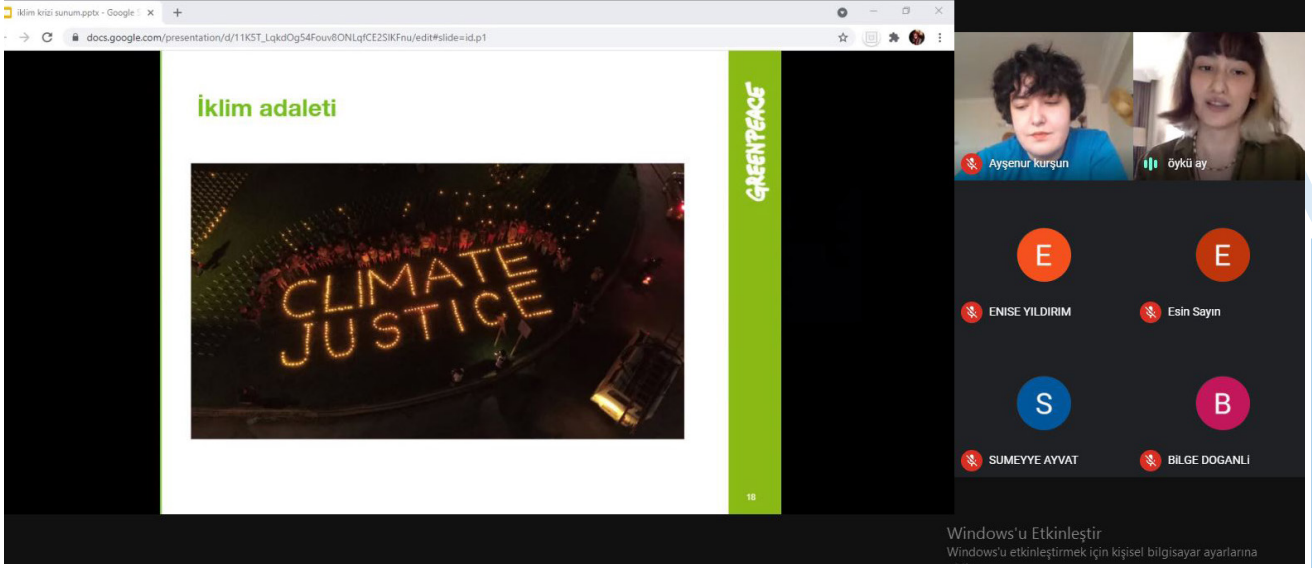 iklim krizi sunum.pptx - Google
docs.google.com/presentation/d/11K5T_LqkdOg54Fouv8ONLqfCE2SlKFnu/edit#slide=id.p1
İklim adaleti
GREENPEACE
CLIMATE
JUSTICE
18
Ayşenur kurşun
öykü ay
E
E
ENISE YILDIRIM
Esin Sayın
S
B
SUMEYYE AYVAT
BİLGE DOGANLİ
Windows'u Etkinleştir
Windows'u etkinleştirmek için kişisel bilgisayar ayarlarına